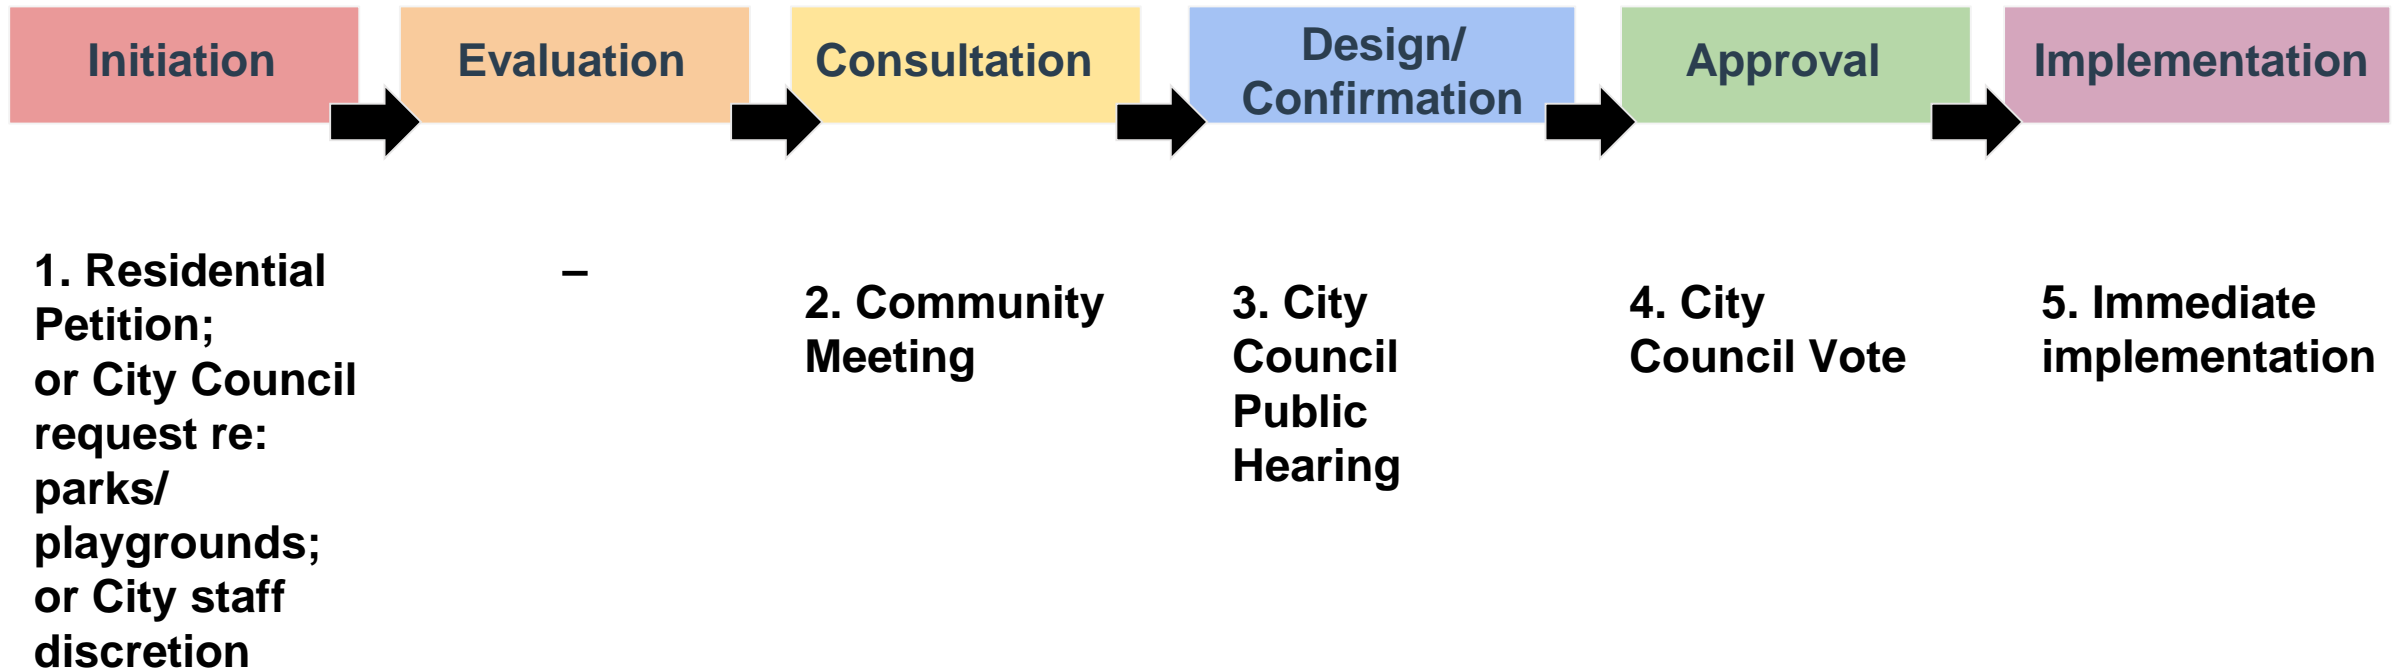 Initiation
Evaluation
Consultation
Design/
Confirmation
Approval
Implementation
1. Residential
Petition;
or City Council
request re:
parks/
playgrounds;
or City staff
discretion
–
2. Community
Meeting
3. City
Council
Public
Hearing
4. City
Council Vote
5. Immediate
implementation